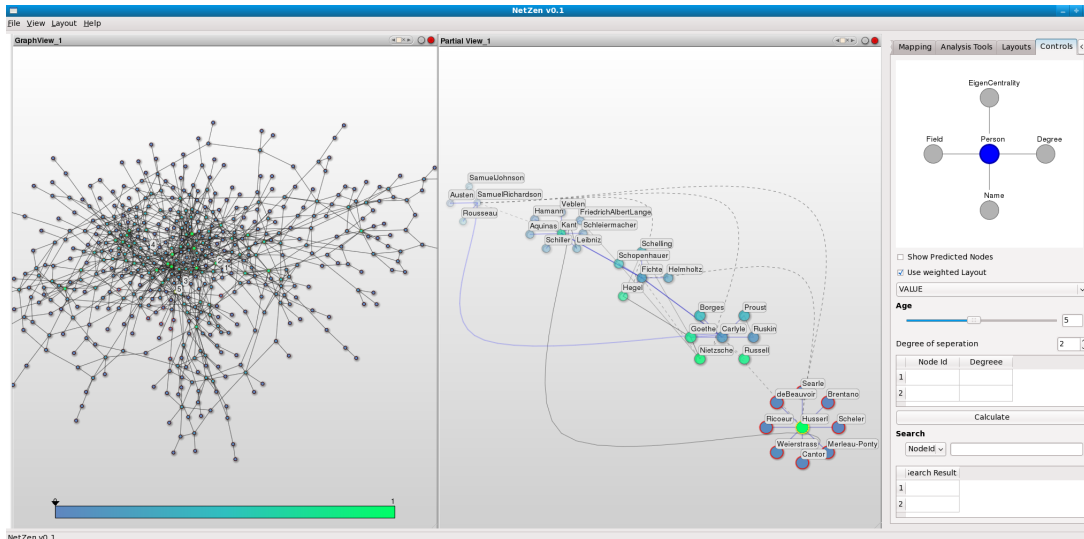 NetZen v0.1
File View Layout Help
GraphView_1
Partial View_1
Mapping Analysis Tools Layouts Controls
EigenCentrality
Field Person Degree
Name
SamuelJohnson
Austen SamuelRichardson
Rousseau
Veblen
Hamann FriedrichAlbertLange
Aquinas Kant Schleiermacher
Schiller Leibniz
Schelling
Schopenhauer
Fichte Helmholtz
Hegel
Borges Proust
Goethe Carlyle Ruskin
Nietzsche Russell
Searle
deBeauvoir Brentano
Ricoeur Husserl Scheler
Weierstrass Merleau-Ponty
Cantor
Show Predicted Nodes
Use weighted Layout
VALUE
Age
5
Degree of seperation 2
Node Id Degreee
1
2
Calculate
Search
NodeId
earch Result
1
2
1
NetZen v0.1